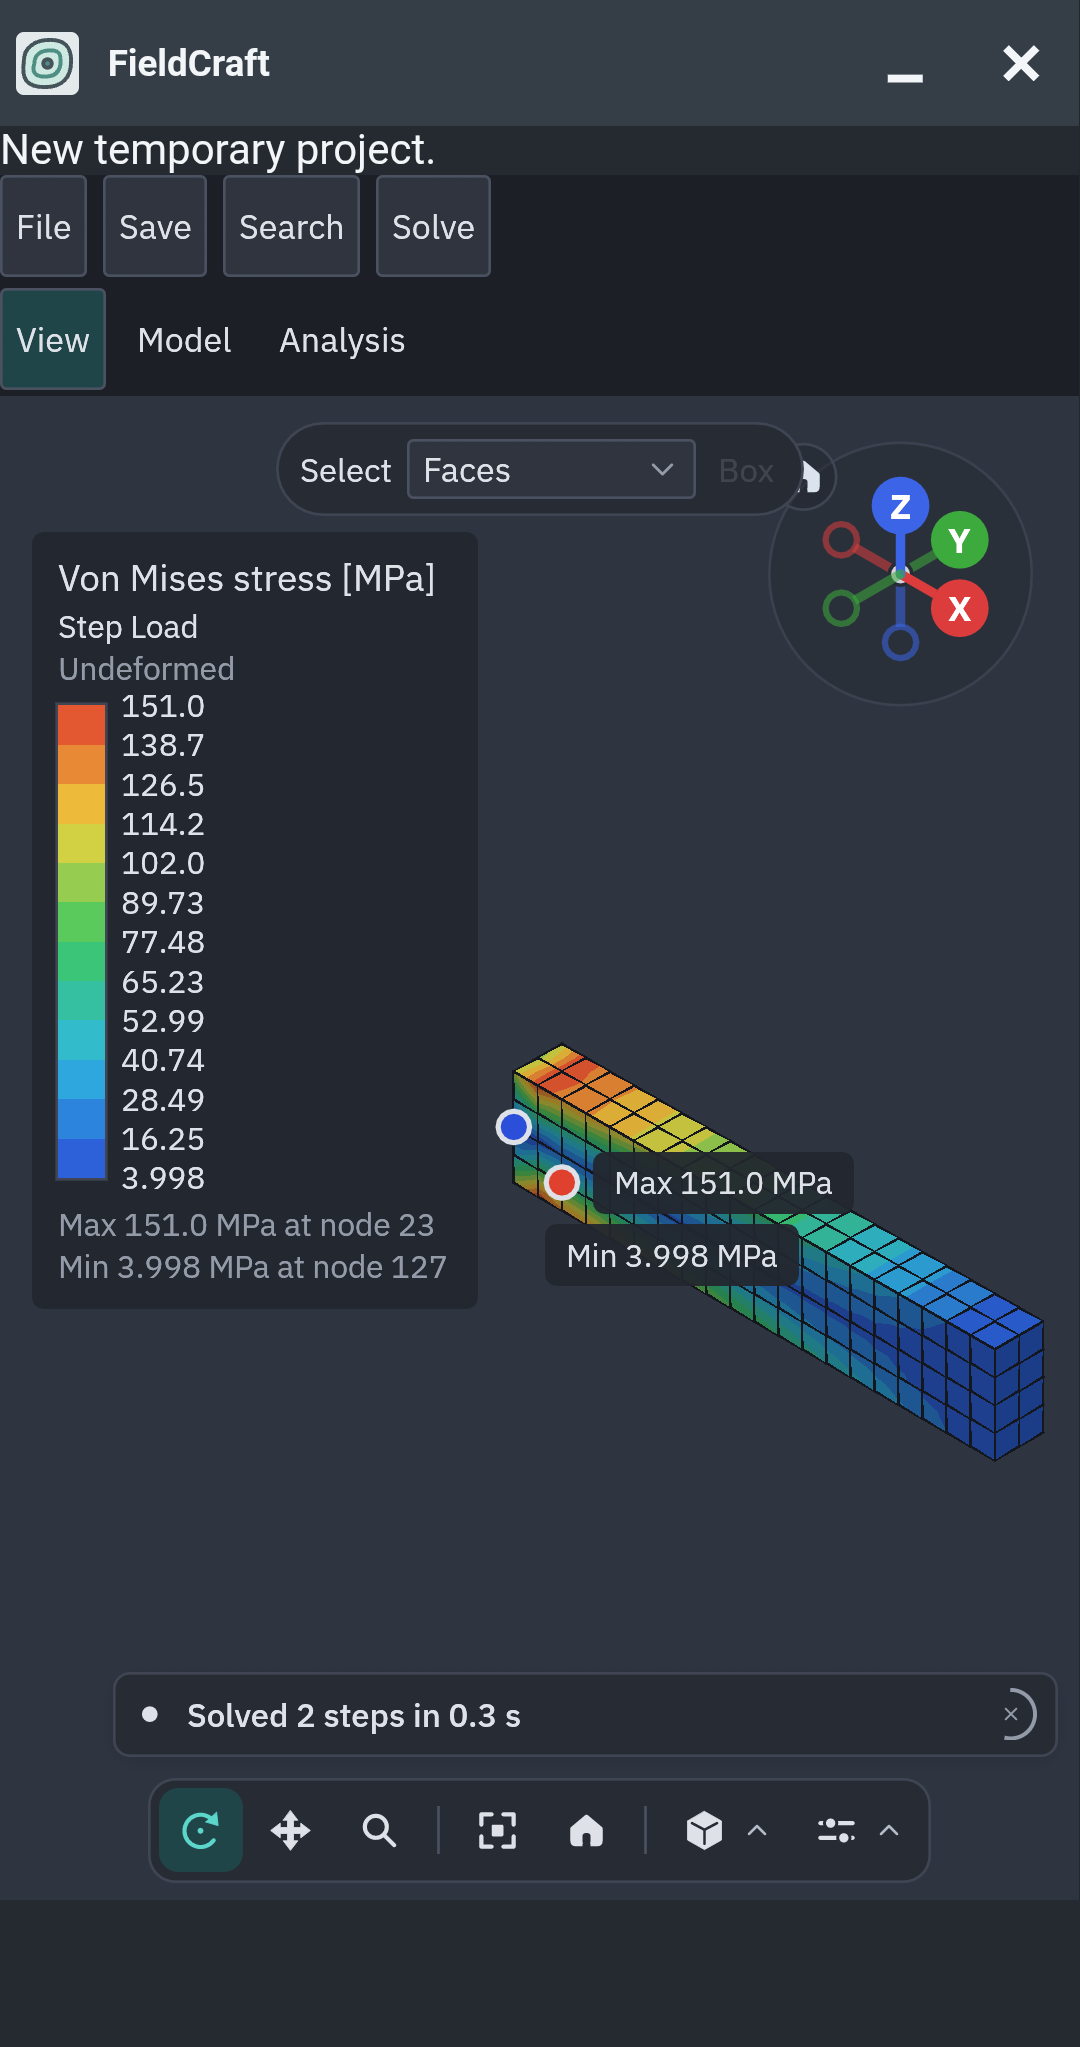 FieldCraft
New temporary project.
File Save Search Solve
View Model Analysis
Select Faces Box
Z
Y
X
Von Mises stress [MPa]
Step Load
Undeformed
151.0
138.7
126.5
114.2
102.0
89.73
77.48
65.23
52.99
40.74
28.49
16.25
3.998
Max 151.0 MPa at node 23
Min 3.998 MPa at node 127
Max 151.0 MPa
Min 3.998 MPa
Solved 2 steps in 0.3 s